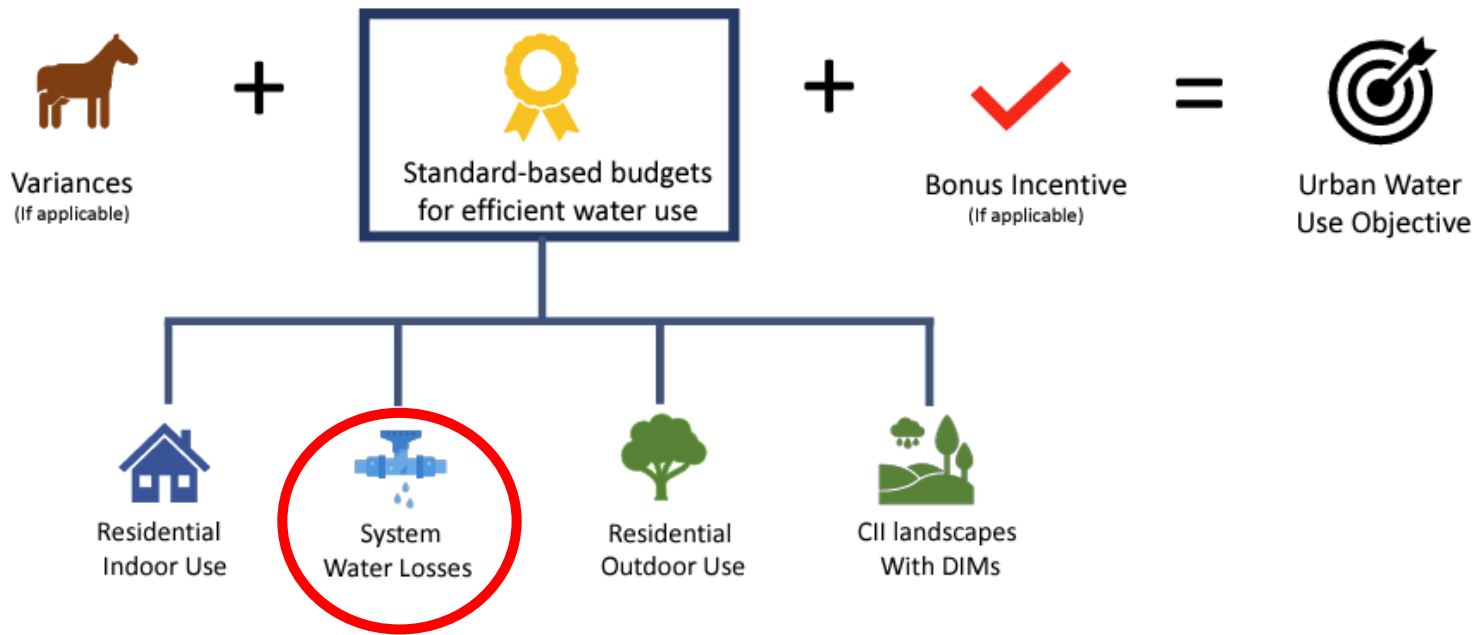 Variances
(If applicable)
+
Standard-based budgets
for efficient water use
+
Bonus Incentive
(If applicable)
=
Urban Water
Use Objective
Residential
Indoor Use
System
Water Losses
Residential
Outdoor Use
CII landscapes
With DIMs